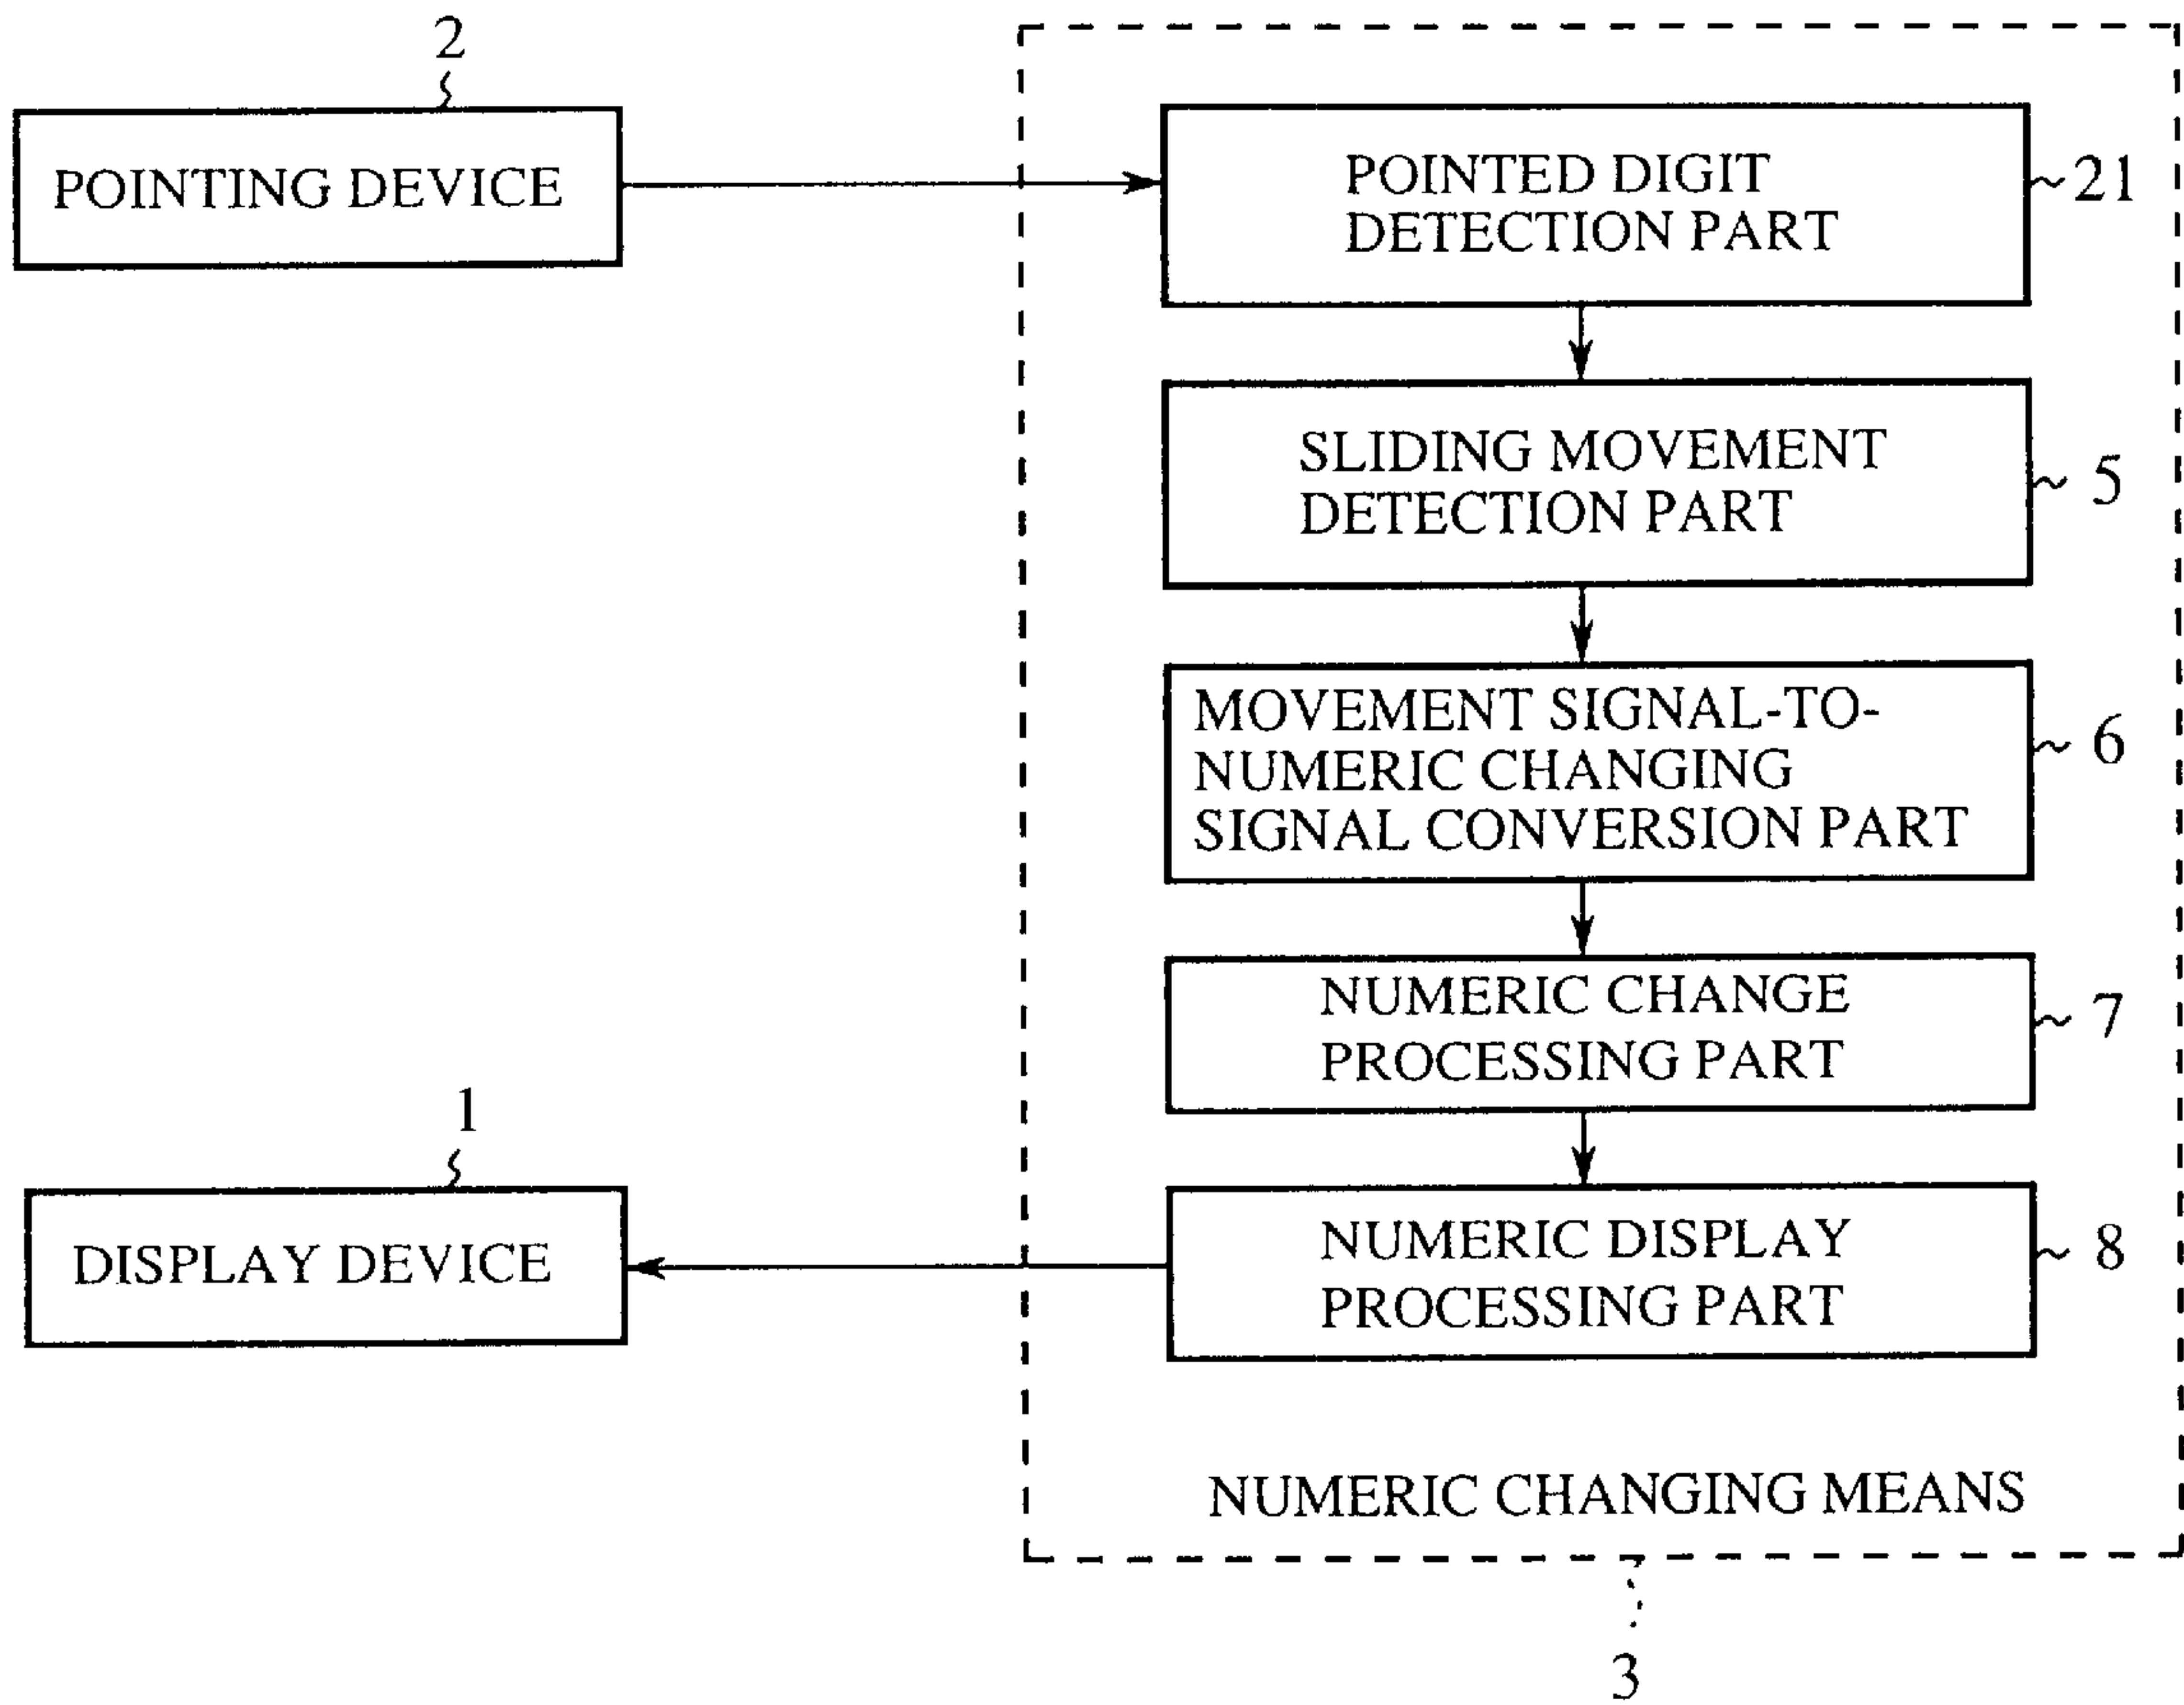 2
POINTING DEVICE
POINTED DIGIT
DETECTION PART
21
SLIDING MOVEMENT
DETECTION PART
5
MOVEMENT SIGNAL-TO-
NUMERIC CHANGING
SIGNAL CONVERSION PART
6
NUMERIC CHANGE
PROCESSING PART
7
1
DISPLAY DEVICE
NUMERIC DISPLAY
PROCESSING PART
8
NUMERIC CHANGING MEANS
3